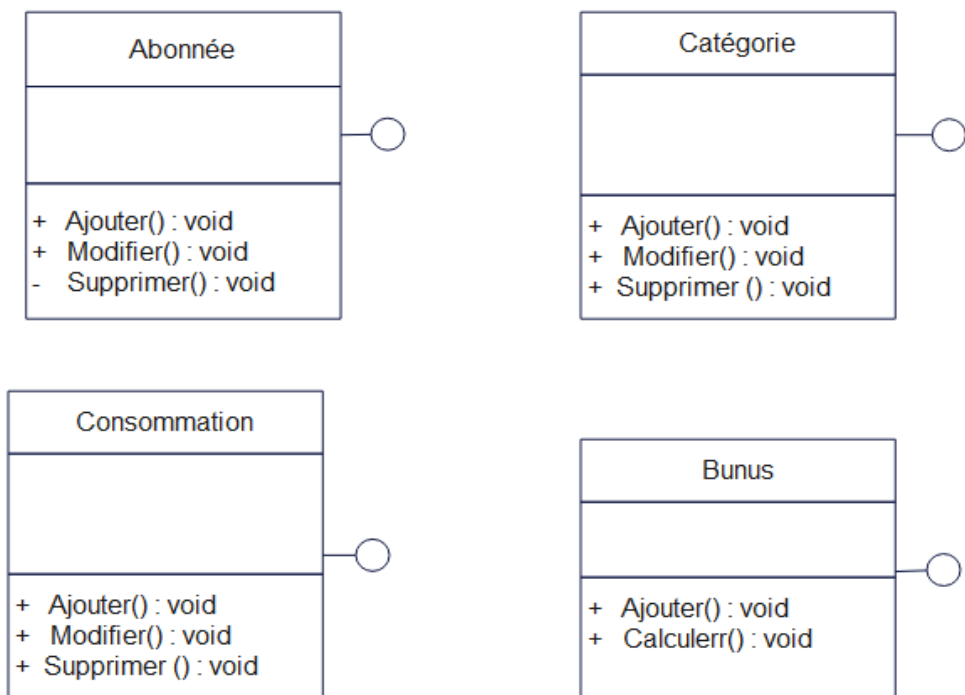 Abonnée
+ Ajouter() : void
+ Modifier() : void
- Supprimer() : void
Catégorie
+ Ajouter() : void
+ Modifier() : void
+ Supprimer () : void
Consommation
+ Ajouter() : void
+ Modifier() : void
+ Supprimer () : void
Bunus
+ Ajouter() : void
+ Calculerr() : void